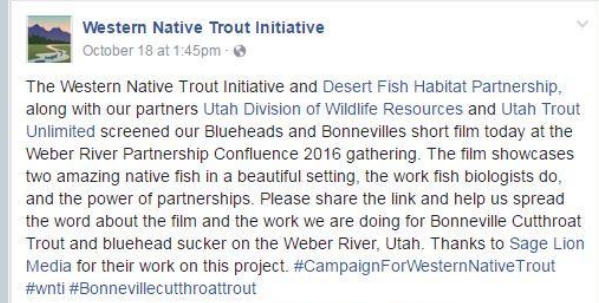 Western Native Trout Initiative
October 18 at 1:45pm ·
The Western Native Trout Initiative and Desert Fish Habitat Partnership,
along with our partners Utah Division of Wildlife Resources and Utah Trout
Unlimited screened our Blueheads and Bonnevilles short film today at the
Weber River Partnership Confluence 2016 gathering. The film showcases
two amazing native fish in a beautiful setting, the work fish biologists do,
and the power of partnerships. Please share the link and help us spread
the word about the film and the work we are doing for Bonneville Cutthroat
Trout and bluehead sucker on the Weber River, Utah. Thanks to Sage Lion
Media for their work on this project. #CampaignForWesternNativeTrout
#wnti #Bonnevillecutthroattrout